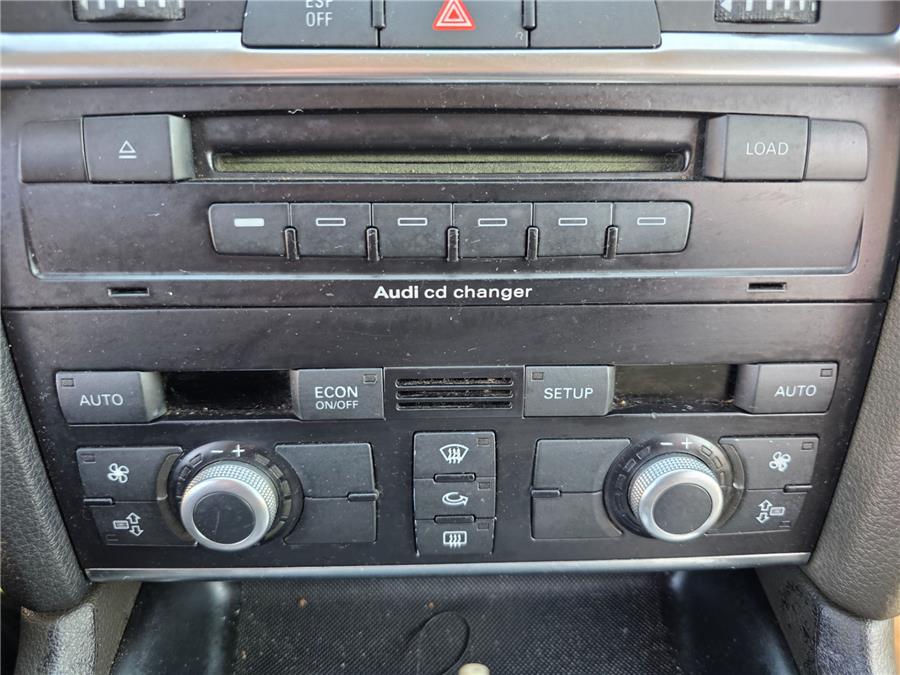 ESP
OFF
LOAD
Audi cd changer
AUTO
ECON
ON/OFF
SETUP
AUTO
- +
- +